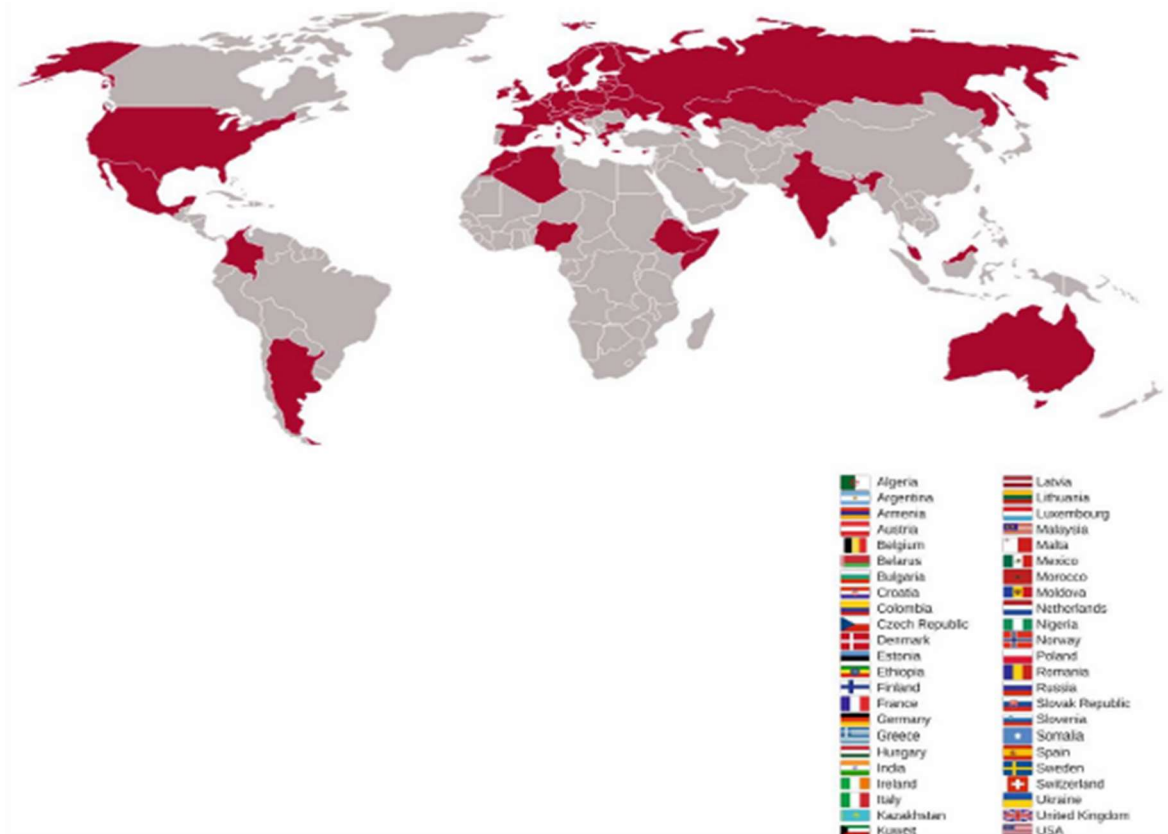 Algeria
Argentina
Armenia
Austria
Belgium
Belarus
Bulgaria
Croatia
Colombia
Czech Republic
Denmark
Estonia
Ethiopia
Finland
France
Germany
Greece
Hungary
India
Ireland
Italy
Kazakhstan
Kuwait
Latvia
Lithuania
Luxembourg
Malaysia
Malta
Mexico
Morocco
Moldova
Netherlands
Nigeria
Norway
Poland
Romania
Russia
Slovak Republic
Slovenia
Somalia
Spain
Sweden
Switzerland
Ukraine
United Kingdom
USA